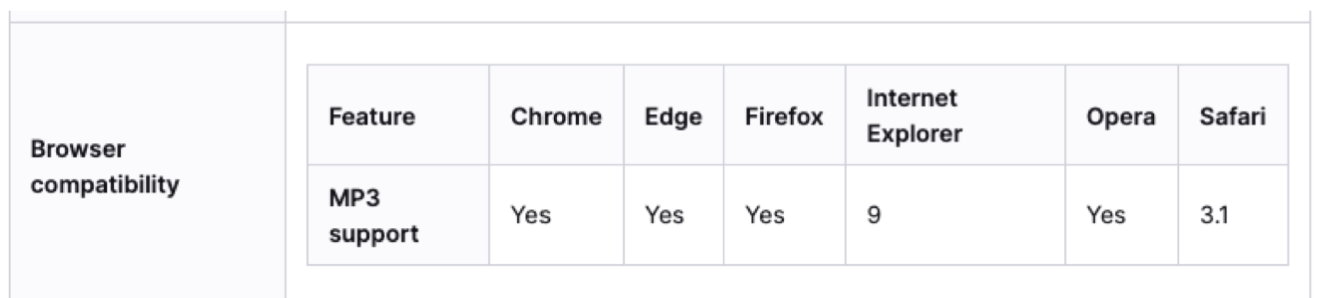 Browser
compatibility
Feature Chrome Edge Firefox Internet Explorer Opera Safari
MP3 support Yes Yes Yes 9 Yes 3.1